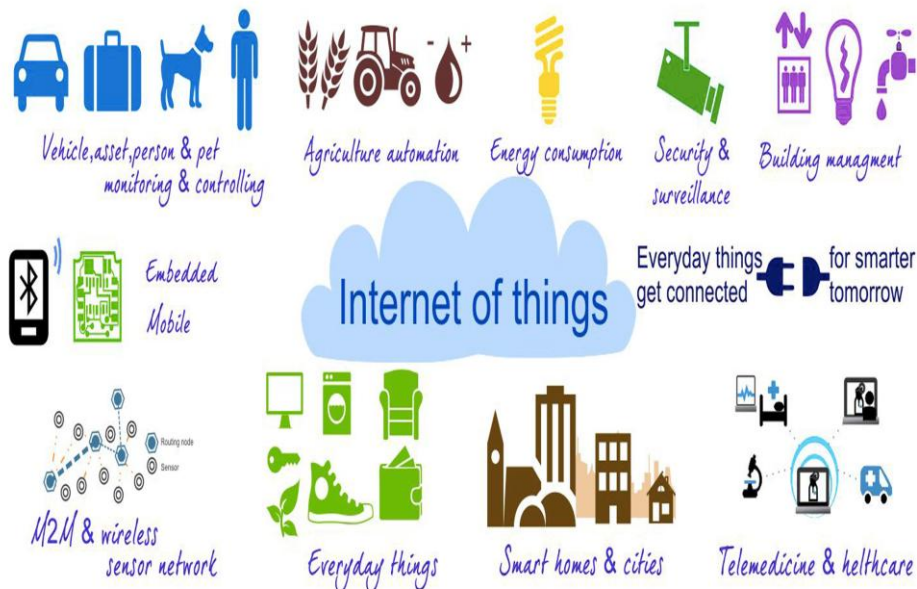 Vehicle,asset,person & pet
monitoring & controlling
Agriculture automation
Energy consumption
Security &
surveillance
Building managment
Embedded
Mobile
Internet of things
Everyday things
get connected
for smarter
tomorrow
Routing node
Sensor
M2M & wireless
sensor network
Everyday things
Smart homes & cities
Telemedicine & helthcare